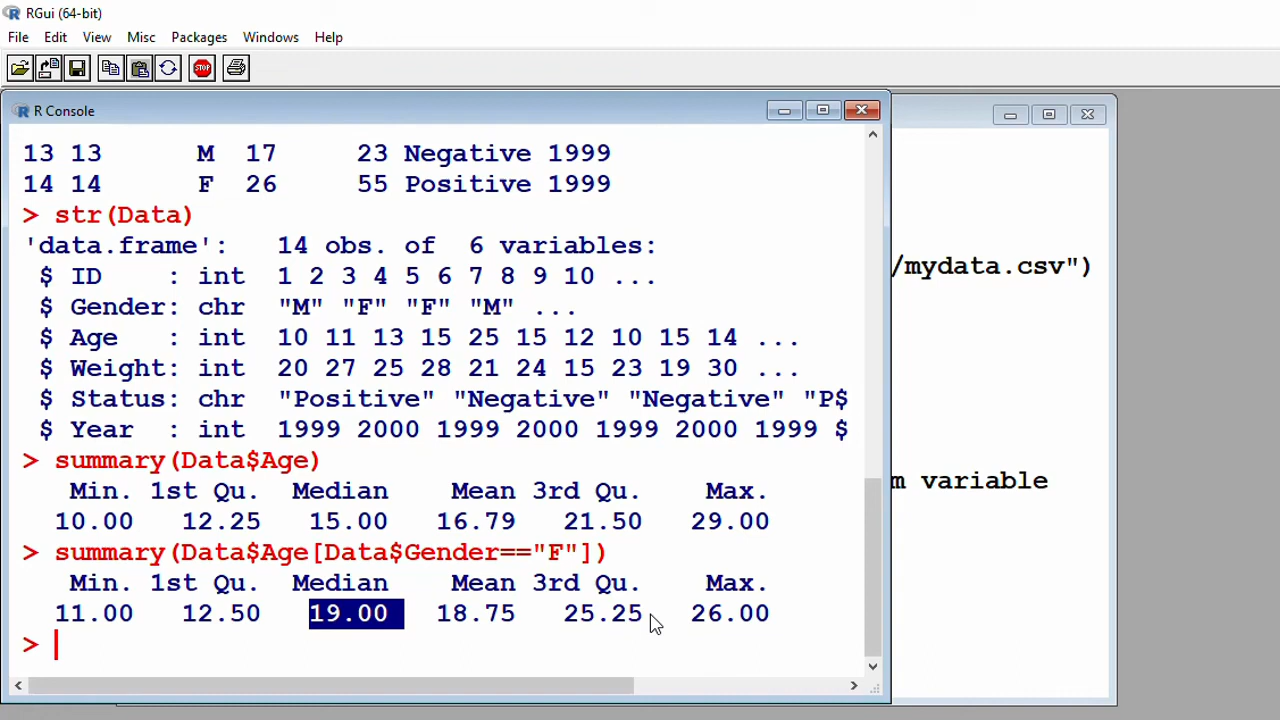 RGui (64-bit)
File Edit View Misc Packages Windows Help
STOP
R Console
13 13 M 17 23 Negative 1999
14 14 F 26 55 Positive 1999
> str(Data)
'data.frame': 14 obs. of 6 variables:
$ ID : int 1 2 3 4 5 6 7 8 9 10 ...
$ Gender: chr "M" "F" "F" "M" ...
$ Age : int 10 11 13 15 25 15 12 10 15 14 ...
$ Weight: int 20 27 25 28 21 24 15 23 19 30 ...
$ Status: chr "Positive" "Negative" "Negative" "P$
$ Year : int 1999 2000 1999 2000 1999 2000 1999 $
> summary(Data$Age)
Min. 1st Qu. Median Mean 3rd Qu. Max.
10.00 12.25 15.00 16.79 21.50 29.00
> summary(Data$Age[Data$Gender=="F"])
Min. 1st Qu. Median Mean 3rd Qu. Max.
11.00 12.50 19.00 18.75 25.25 26.00
>
/mydata.csv")
m variable